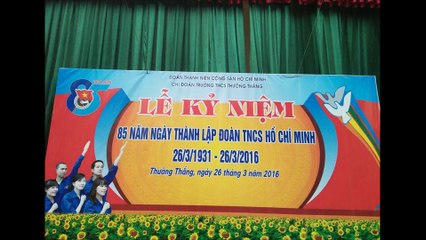 ĐOÀN THANH NIÊN CỘNG SẢN HỒ CHÍ MINH
CHI ĐOÀN TRƯỜNG THCS THƯỜNG THẮNG
LỄ KỶ NIỆM
85 NĂM NGÀY THÀNH LẬP ĐOÀN TNCS HỒ CHÍ MINH
26/3/1931 - 26/3/2016
Thường Thắng, ngày 26 tháng 3 năm 2016